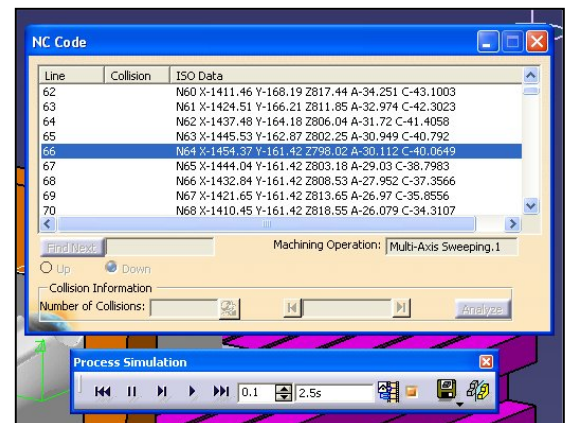 NC Code
Line Collision ISO Data
62 N60 X-1411.46 Y-168.19 Z817.44 A-34.251 C-43.1003
63 N61 X-1424.51 Y-166.21 Z811.85 A-32.974 C-42.3023
64 N62 X-1437.48 Y-164.18 Z806.04 A-31.72 C-41.4058
65 N63 X-1445.53 Y-162.87 Z802.25 A-30.949 C-40.792
66 N64 X-1454.37 Y-161.42 Z798.02 A-30.112 C-40.0649
67 N65 X-1444.04 Y-161.42 Z803.18 A-29.03 C-38.7983
68 N66 X-1432.84 Y-161.42 Z808.53 A-27.952 C-37.3566
69 N67 X-1421.65 Y-161.42 Z813.65 A-26.97 C-35.8556
70 N68 X-1410.45 Y-161.42 Z818.55 A-26.079 C-34.3107
Find Next Machining Operation: Multi-Axis Sweeping.1
Up Down
Collision Information
Number of Collisions: Analyze
Process Simulation
0.1 2.5s